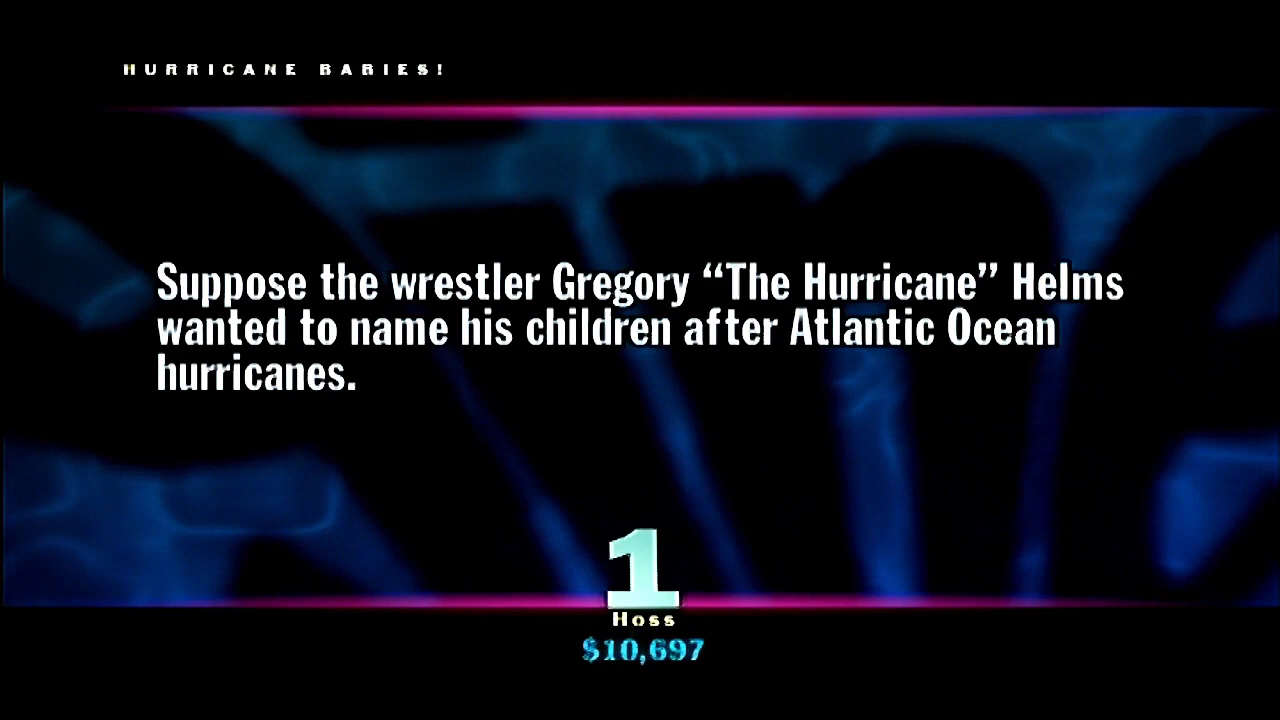 HURRICANE BABIES!
Suppose the wrestler Gregory “The Hurricane” Helms
wanted to name his children after Atlantic Ocean
hurricanes.
1
Hoss
$10,697